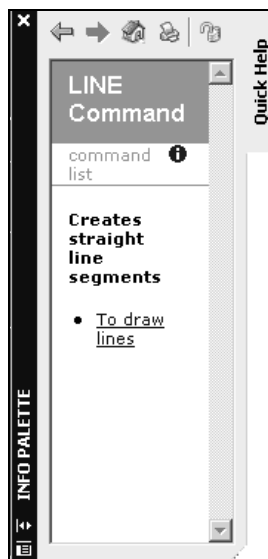 LINE
Command
command
list
Creates
straight
line
segments
• To draw
lines
Quick Help
INFO PALETTE